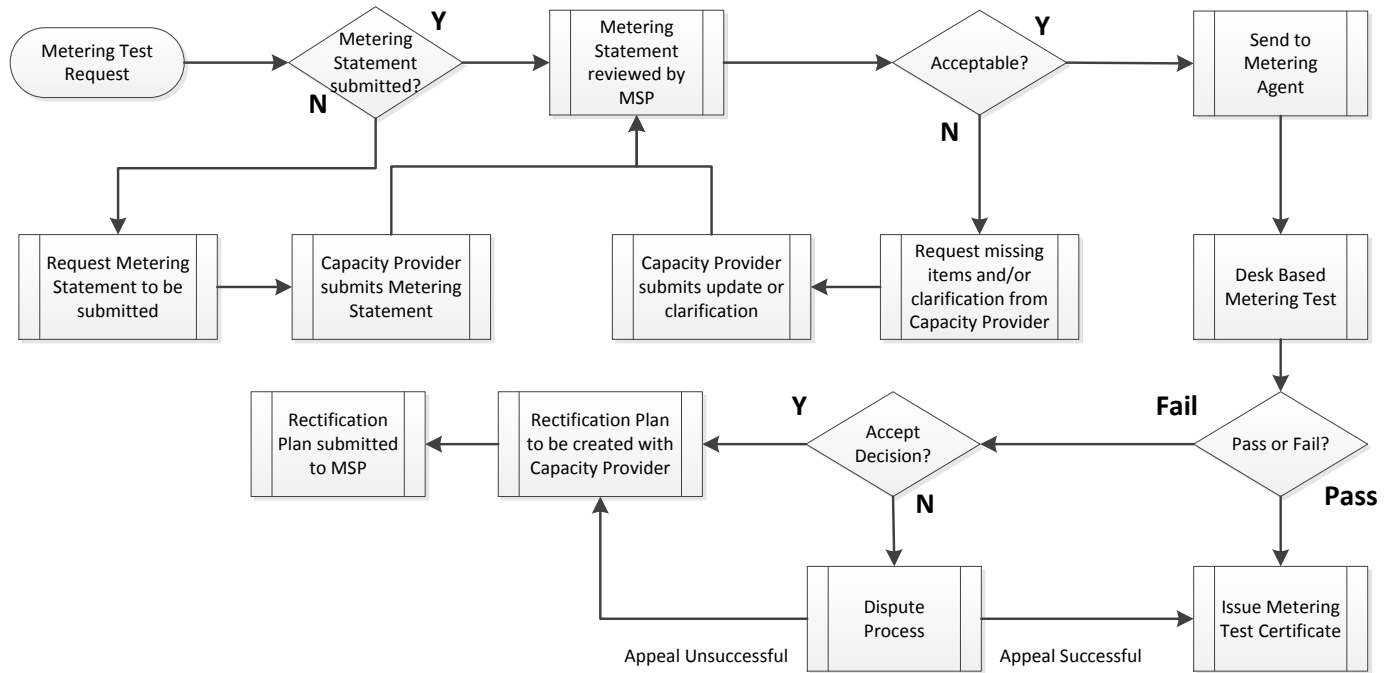 Metering Test
Request
Metering
Statement
submitted?
Y
N
Metering
Statement
reviewed by
MSP
Acceptable?
Y
N
Send to
Metering
Agent
Request Metering
Statement to be
submitted
Capacity Provider
submits Metering
Statement
Capacity Provider
submits update or
clarification
Request missing
items and/or
clarification from
Capacity Provider
Desk Based
Metering Test
Rectification
Plan submitted
to MSP
Rectification Plan
to be created with
Capacity Provider
Y
Accept
Decision?
N
Fail
Pass or Fail?
Pass
Dispute
Process
Issue Metering
Test Certificate
Appeal Unsuccessful
Appeal Successful